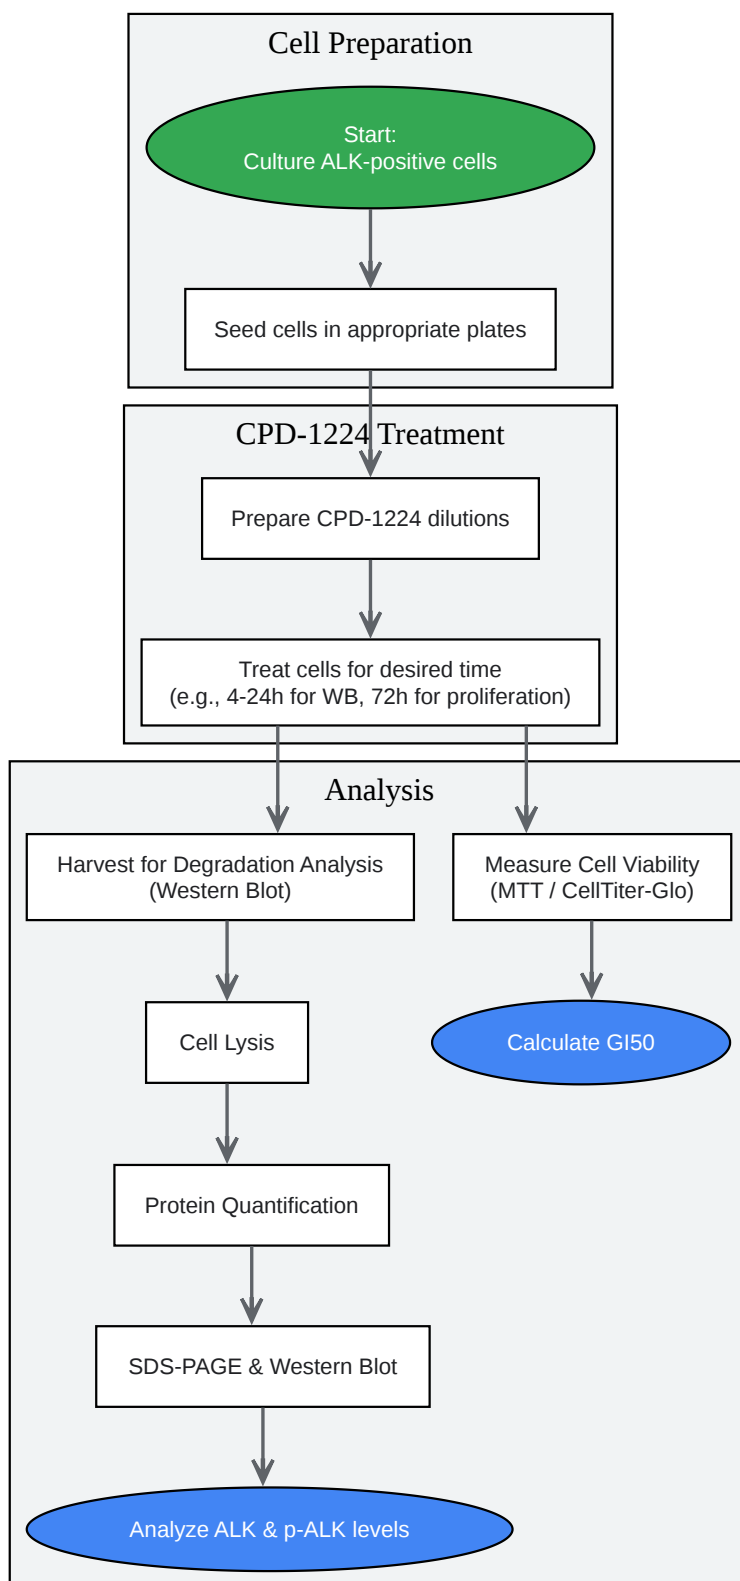 Cell Preparation
Start:
Culture ALK-positive cells
Seed cells in appropriate plates
CPD-1224 Treatment
Prepare CPD-1224 dilutions
Treat cells for desired time
(e.g., 4-24h for WB, 72h for proliferation)
Analysis
Harvest for Degradation Analysis
(Western Blot)
Measure Cell Viability
(MTT / CellTiter-Glo)
Cell Lysis
Calculate GI50
Protein Quantification
SDS-PAGE & Western Blot
Analyze ALK & p-ALK levels